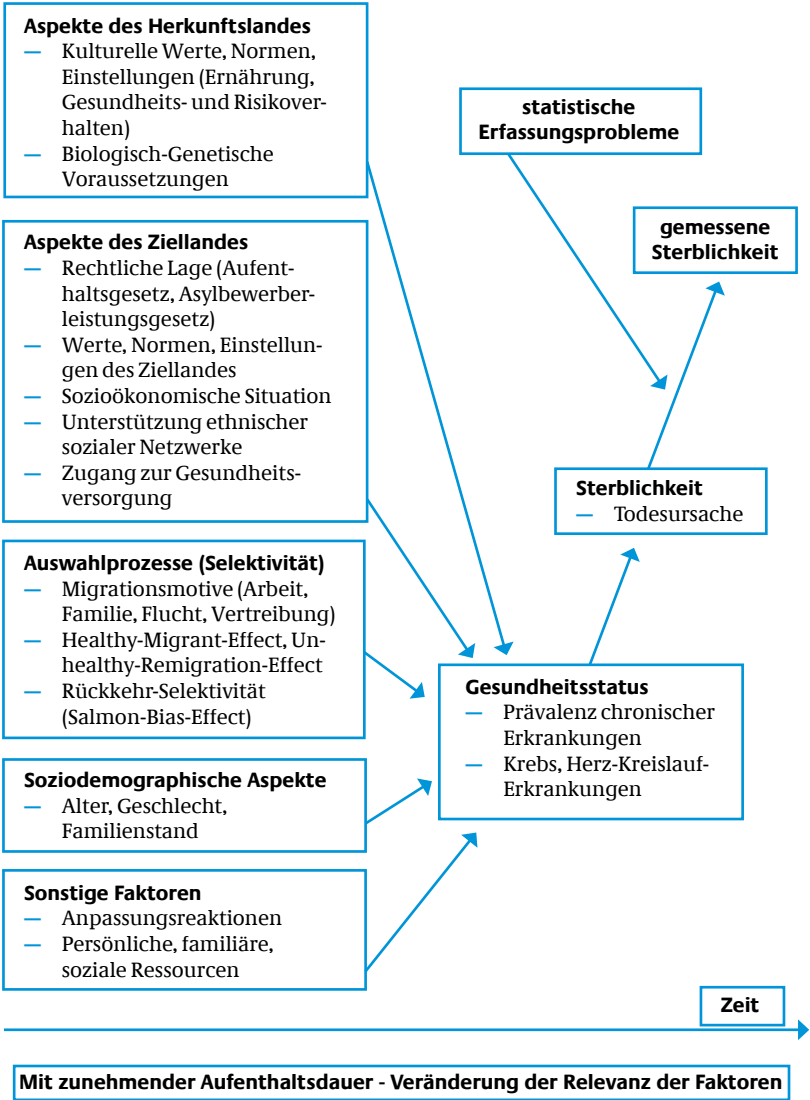 Aspekte des Herkunftslandes
— Kulturelle Werte, Normen,
Einstellungen (Ernährung,
Gesundheits- und Risikover-
halten)
— Biologisch-Genetische
Voraussetzungen
statistische
Erfassungsprobleme
gemessene
Sterblichkeit
Aspekte des Ziellandes
— Rechtliche Lage (Aufent-
haltsgesetz, Asylbewerber-
leistungsgesetz)
— Werte, Normen, Einstellun-
gen des Ziellandes
— Sozioökonomische Situation
— Unterstützung ethnischer
sozialer Netzwerke
— Zugang zur Gesundheits-
versorgung
Sterblichkeit
— Todesursache
Auswahlprozesse (Selektivität)
— Migrationsmotive (Arbeit,
Familie, Flucht, Vertreibung)
— Healthy-Migrant-Effect, Un-
healthy-Remigration-Effect
— Rückkehr-Selektivität
(Salmon-Bias-Effect)
Gesundheitsstatus
— Prävalenz chronischer
Erkrankungen
— Krebs, Herz-Kreislauf-
Erkrankungen
Soziodemographische Aspekte
— Alter, Geschlecht,
Familienstand
Sonstige Faktoren
— Anpassungsreaktionen
— Persönliche, familiäre,
soziale Ressourcen
Zeit
Mit zunehmender Aufenthaltsdauer - Veränderung der Relevanz der Faktoren